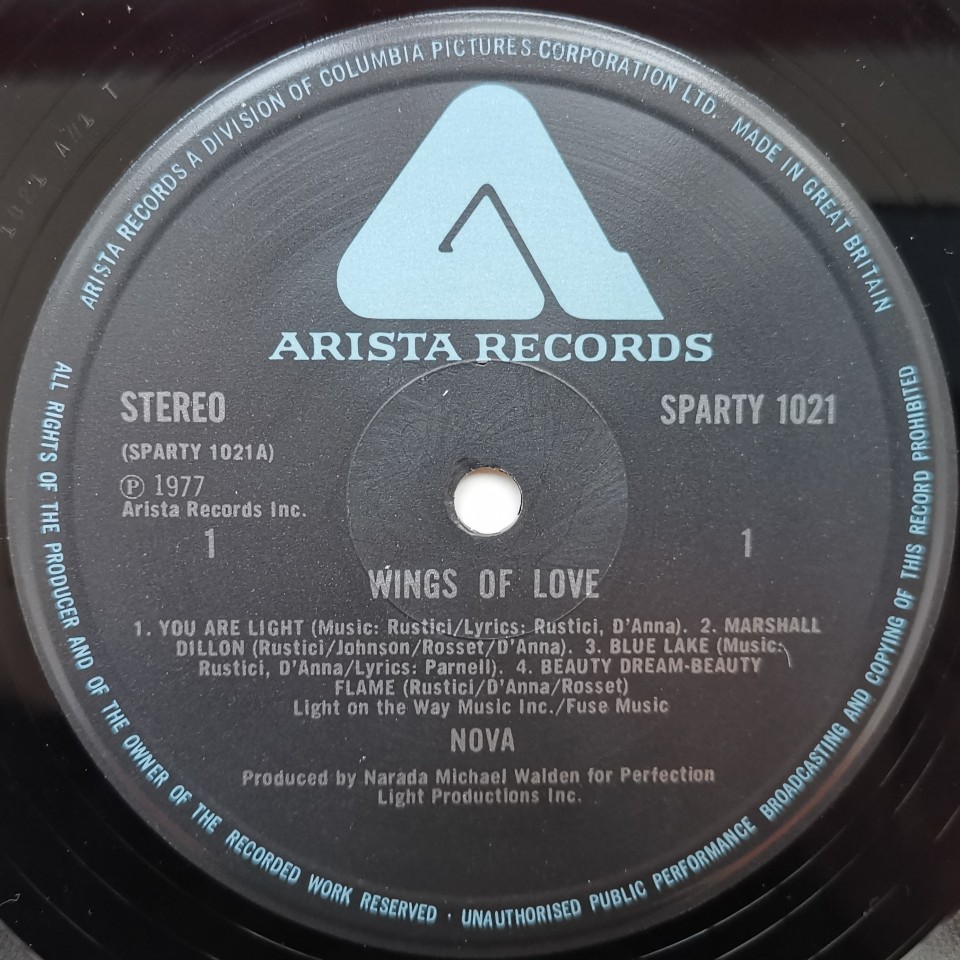 ARISTA RECORDS A DIVISION OF COLUMBIA PICTURES CORPORATION LTD. MADE IN GREAT BRITAIN
ARISTA RECORDS
STEREO
SPARTY 1021
(SPARTY 1021A)
℗ 1977
Arista Records Inc.
1
1
WINGS OF LOVE
1. YOU ARE LIGHT (Music: Rustici/Lyrics: Rustici, D'Anna). 2. MARSHALL
DILLON (Rustici/Johnson/Rosset/D'Anna). 3. BLUE LAKE (Music:
Rustici, D'Anna/Lyrics: Parnell). 4. BEAUTY DREAM-BEAUTY
FLAME (Rustici/D'Anna/Rosset)
Light on the Way Music Inc./Fuse Music
NOVA
Produced by Narada Michael Walden for Perfection
Light Productions Inc.
ALL RIGHTS OF THE PRODUCER AND OF THE OWNER OF THE RECORDED WORK RESERVED · UNAUTHORISED PUBLIC PERFORMANCE BROADCASTING AND COPYING OF THIS RECORD PROHIBITED